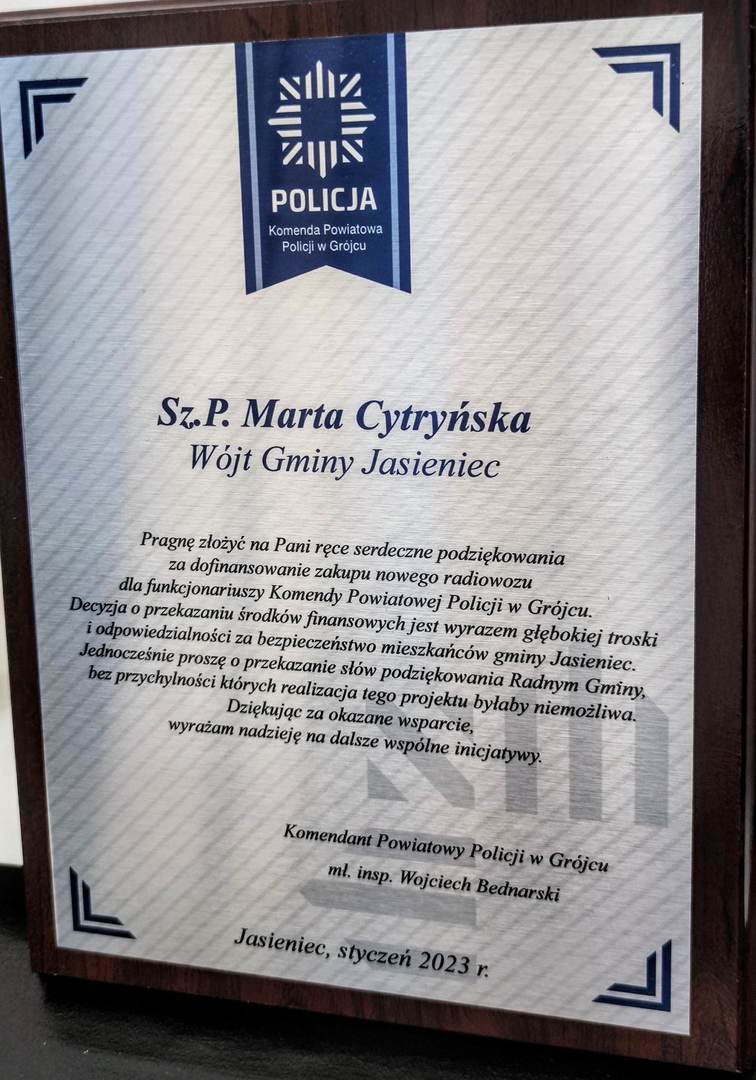 POLICJA
Komenda Powiatowa
Policji w Grójcu
Sz.P. Marta Cytryńska
Wójt Gminy Jasieniec
Pragnę złożyć na Pani ręce serdeczne podziękowania
za dofinansowanie zakupu nowego radiowozu
dla funkcjonariuszy Komendy Powiatowej Policji w Grójcu.
Decyzja o przekazaniu środków finansowych jest wyrazem głębokiej troski
i odpowiedzialności za bezpieczeństwo mieszkańców gminy Jasieniec.
Jednocześnie proszę o przekazanie słów podziękowania Radnym Gminy,
bez przychylności których realizacja tego projektu byłaby niemożliwa.
Dziękując za okazane wsparcie,
wyrażam nadzieję na dalsze wspólne inicjatywy.
Komendant Powiatowy Policji w Grójcu
mł. insp. Wojciech Bednarski
Jasieniec, styczeń 2023 r.